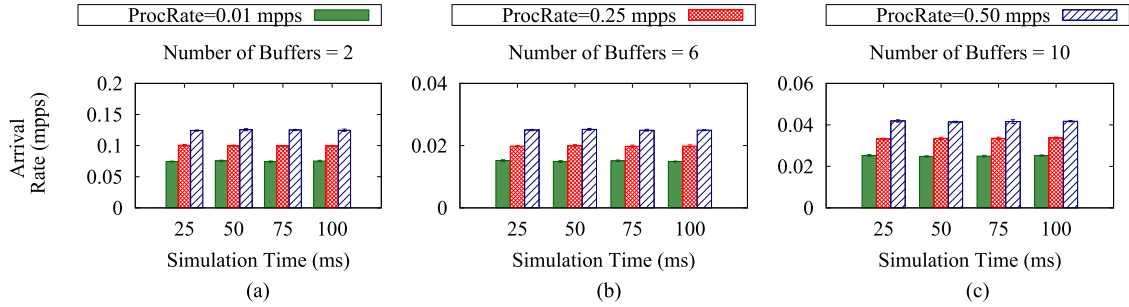 ProcRate=0.01 mpps
ProcRate=0.25 mpps
ProcRate=0.50 mpps
Number of Buffers = 2
Number of Buffers = 6
Number of Buffers = 10
Arrival
Rate (mpps)
0.2
0.15
0.1
0.05
0
25 50 75 100
Simulation Time (ms)
(a)
0.04
0.02
0
25 50 75 100
Simulation Time (ms)
(b)
0.06
0.04
0.02
0
25 50 75 100
Simulation Time (ms)
(c)